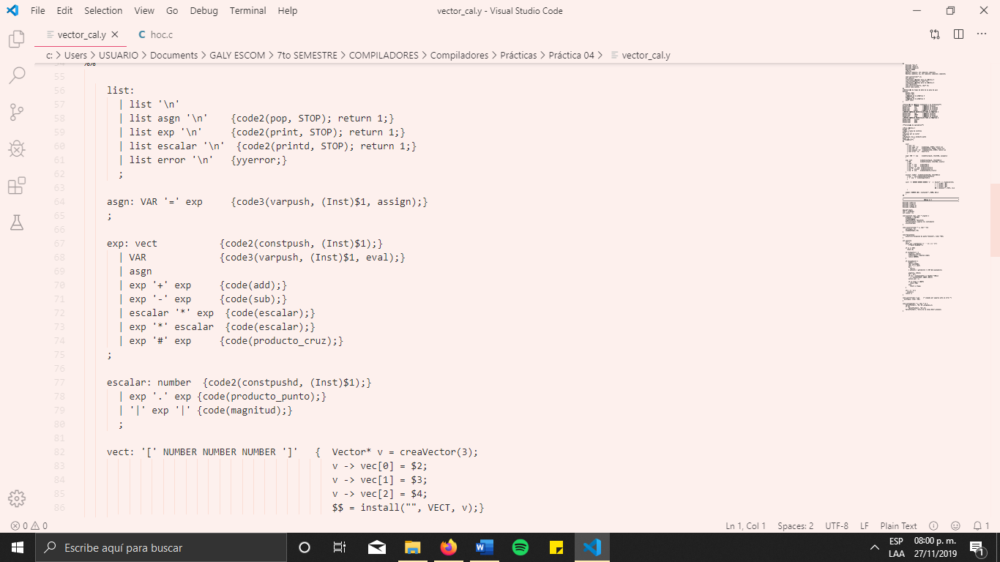 File Edit Selection View Go Debug Terminal Help vector_cal.y - Visual Studio Code
vector_cal.y hoc.c
c: > Users > USUARIO > Documents > GALY ESCOM > 7to SEMESTRE > COMPILADORES > Compiladores > Prácticas > Práctica 04 > vector_cal.y
54 %%
55
56 list:
57 | list '\n'
58 | list asgn '\n' {code2(pop, STOP); return 1;}
59 | list exp '\n' {code2(print, STOP); return 1;}
60 | list escalar '\n' {code2(printd, STOP); return 1;}
61 | list error '\n' {yyerror;}
62 ;
63
64 asgn: VAR '=' exp {code3(varpush, (Inst)$1, assign);}
65 ;
66
67 exp: vect {code2(constpush, (Inst)$1);}
68 | VAR {code3(varpush, (Inst)$1, eval);}
69 | asgn
70 | exp '+' exp {code(add);}
71 | exp '-' exp {code(sub);}
72 | escalar '*' exp {code(escalar);}
73 | exp '*' escalar {code(escalar);}
74 | exp '#' exp {code(producto_cruz);}
75 ;
76
77 escalar: number {code2(constpushd, (Inst)$1);}
78 | exp '.' exp {code(producto_punto);}
79 | '|' exp '|' {code(magnitud);}
80 ;
81
82 vect: '[' NUMBER NUMBER NUMBER ']' { Vector* v = creaVector(3);
83 v -> vec[0] = $2;
84 v -> vec[1] = $3;
85 v -> vec[2] = $4;
86 $$ = install("", VECT, v);}
0 0 Ln 1, Col 1 Spaces: 2 UTF-8 LF Plain Text 1
Escribe aquí para buscar
ESP 08:00 p. m.
LAA 27/11/2019 1